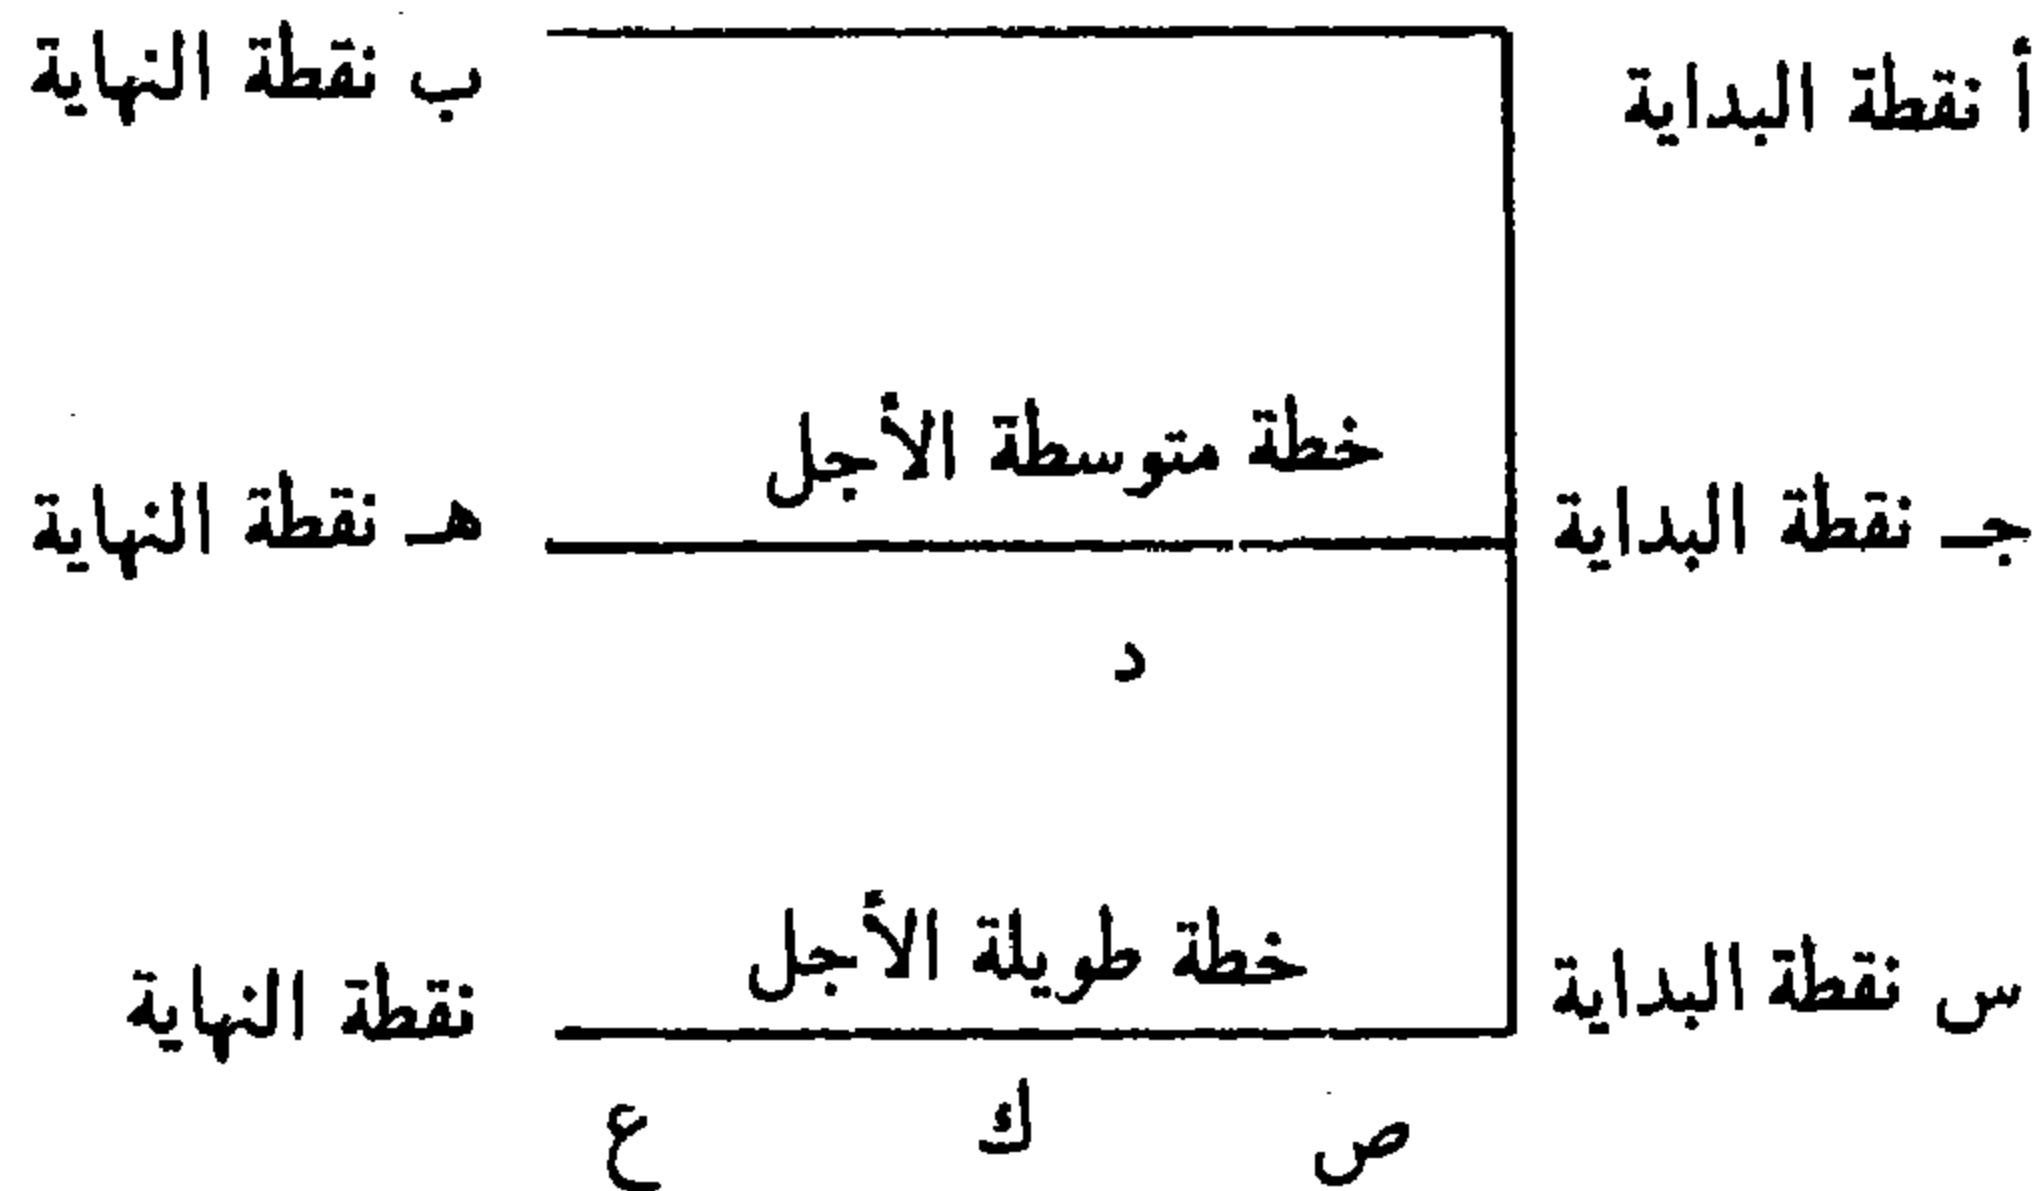 أ نقطة البداية ب نقطة النهاية
خطة متوسطة الأجل
جـ نقطة البداية هـ نقطة النهاية
د
خطة طويلة الأجل
س نقطة البداية نقطة النهاية
ص ك ع